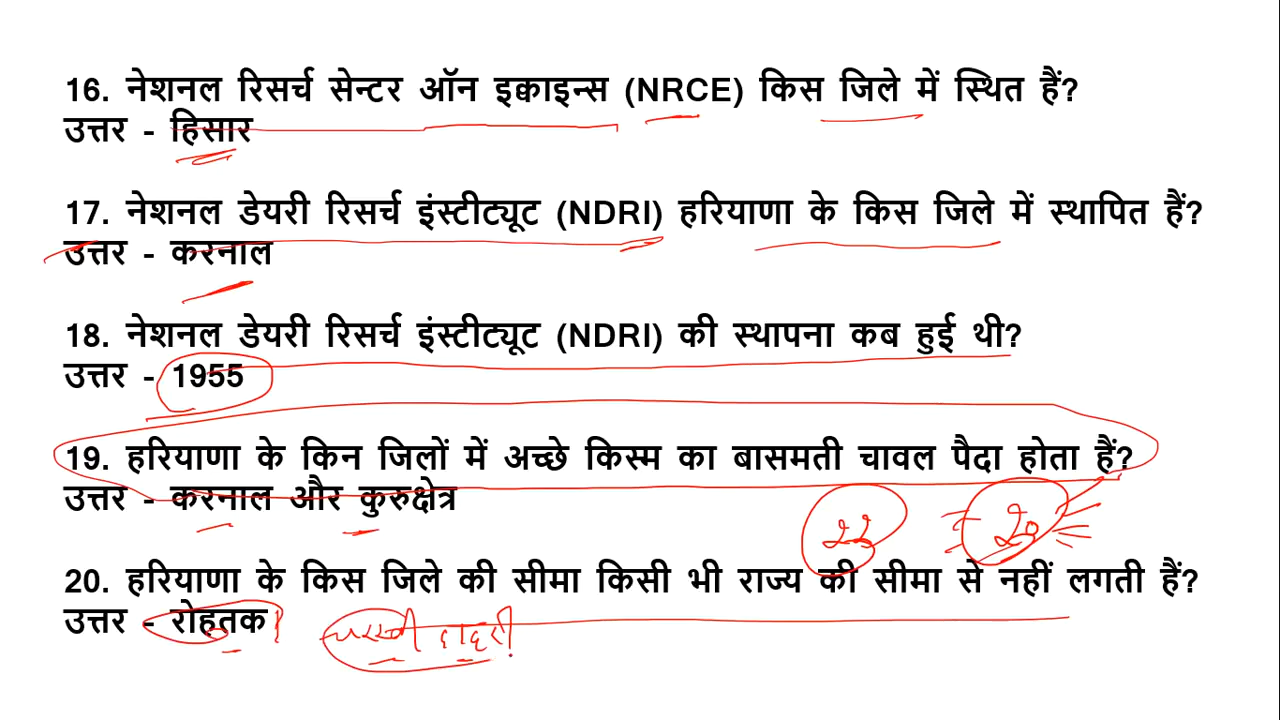 16. नेशनल रिसर्च सेन्टर ऑन इक्वाइन्स (NRCE) किस जिले में स्थित हैं?
उत्तर - हिसार
17. नेशनल डेयरी रिसर्च इंस्टीट्यूट (NDRI) हरियाणा के किस जिले में स्थापित हैं?
उत्तर - करनाल
18. नेशनल डेयरी रिसर्च इंस्टीट्यूट (NDRI) की स्थापना कब हुई थी?
उत्तर - 1955
19. हरियाणा के किन जिलों में अच्छे किस्म का बासमती चावल पैदा होता हैं?
उत्तर - करनाल और कुरुक्षेत्र
20. हरियाणा के किस जिले की सीमा किसी भी राज्य की सीमा से नहीं लगती हैं?
उत्तर - रोहतक चरखी दादरी